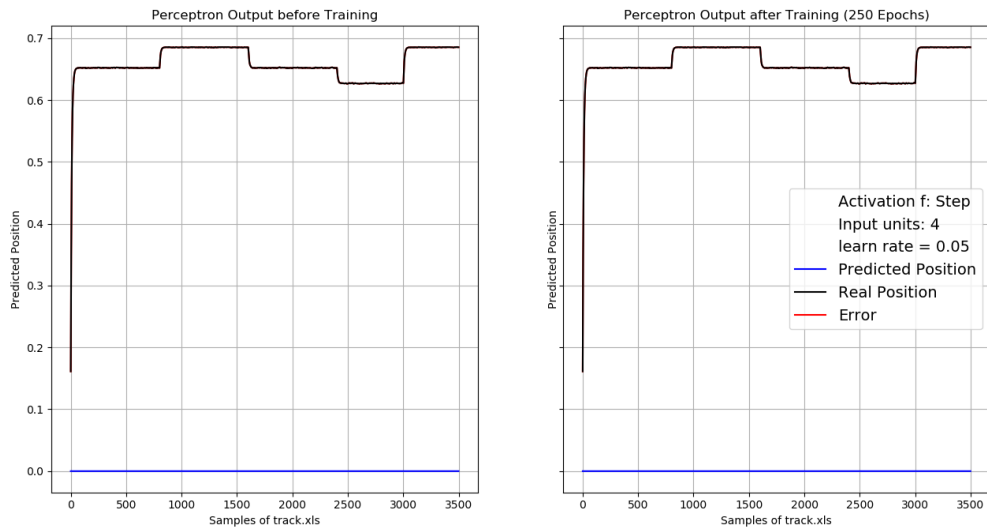 Perceptron Output before Training
Perceptron Output after Training (250 Epochs)
0.7
0.6
0.5
0.4
0.3
0.2
0.1
0.0
Predicted Position
Predicted Position
Activation f: Step
Input units: 4
learn rate = 0.05
Predicted Position
Real Position
Error
0 500 1000 1500 2000 2500 3000 3500
0 500 1000 1500 2000 2500 3000 3500
Samples of track.xls
Samples of track.xls